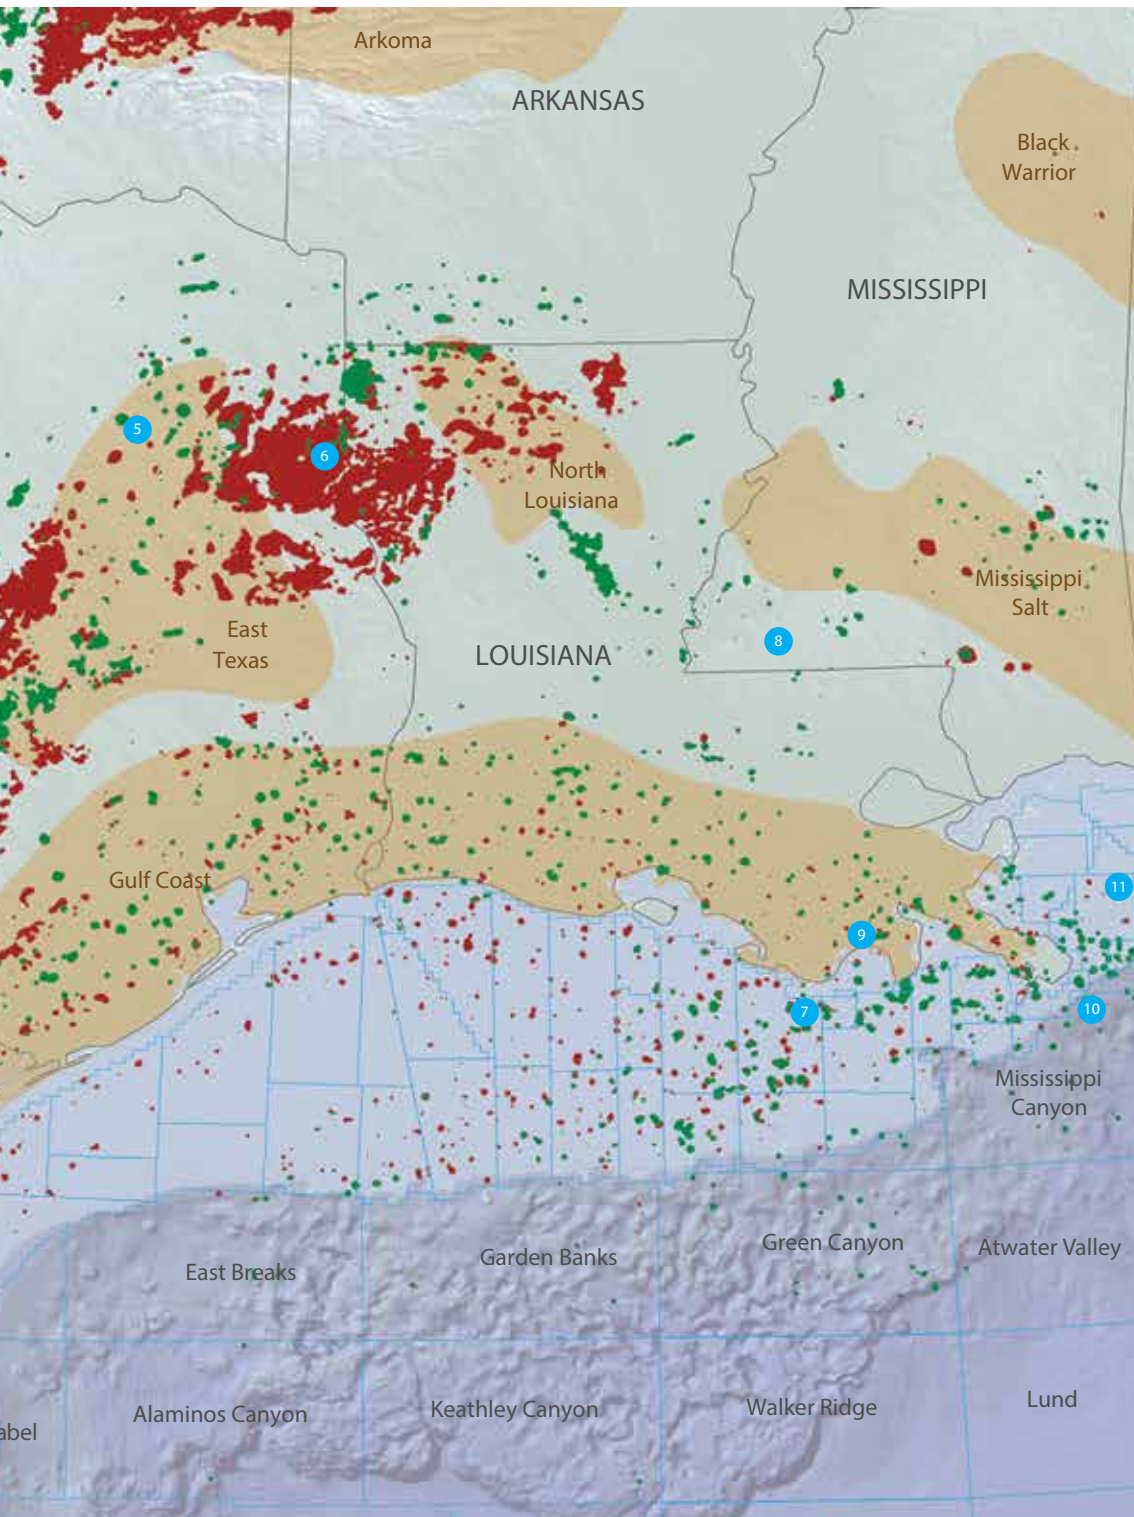 Arkoma
ARKANSAS
Black
Warrior
MISSISSIPPI
5
6
North
Louisiana
Mississippi
Salt
East
Texas
LOUISIANA
8
Gulf Coast
11
9
7
10
Mississippi
Canyon
Green Canyon
Atwater Valley
Garden Banks
East Breaks
Lund
Walker Ridge
Keathley Canyon
Alaminos Canyon
abel